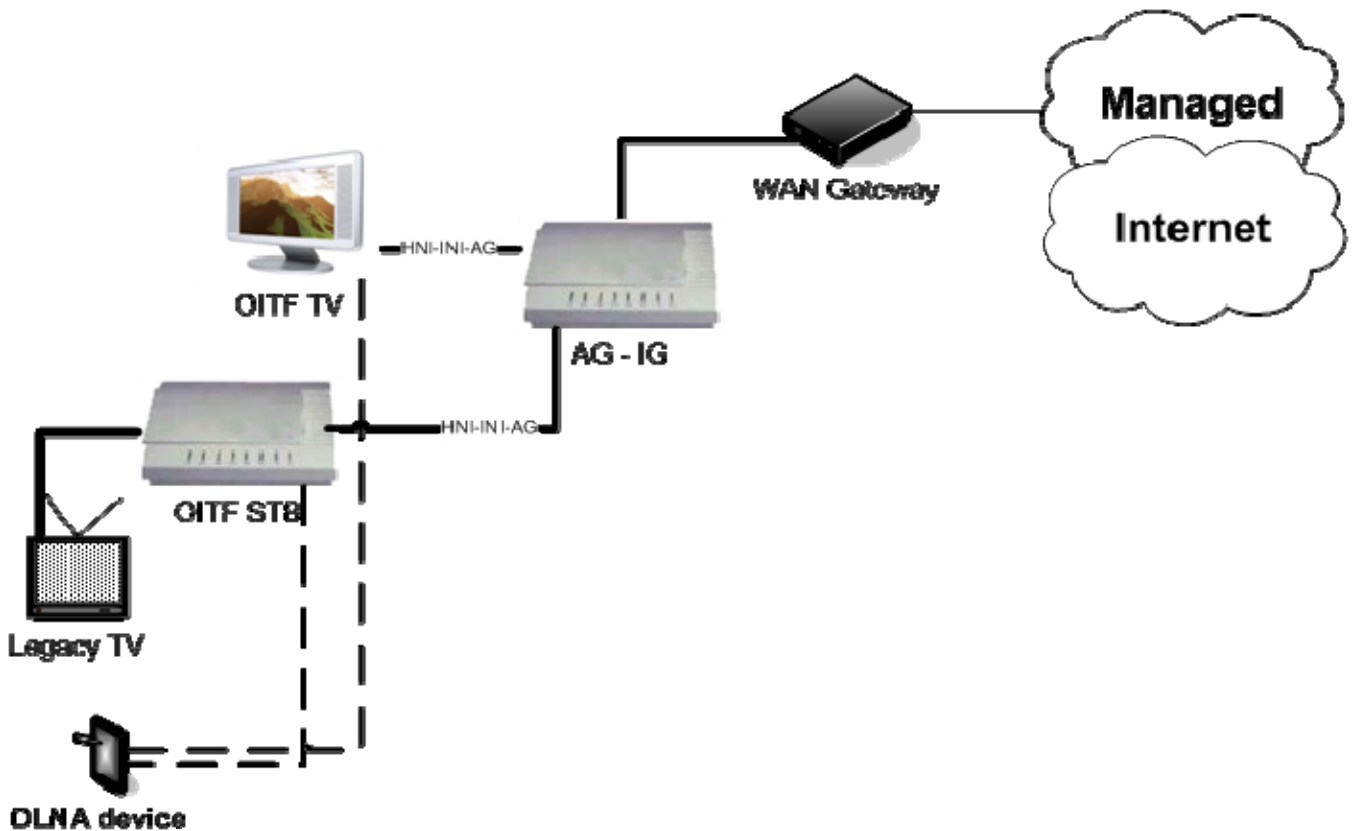 Managed
Internet
WAN Gateway
HNI-INI-AG
OITF TV
AG - IG
HNI-INI-AG
OITF STB
Legacy TV
DLNA device